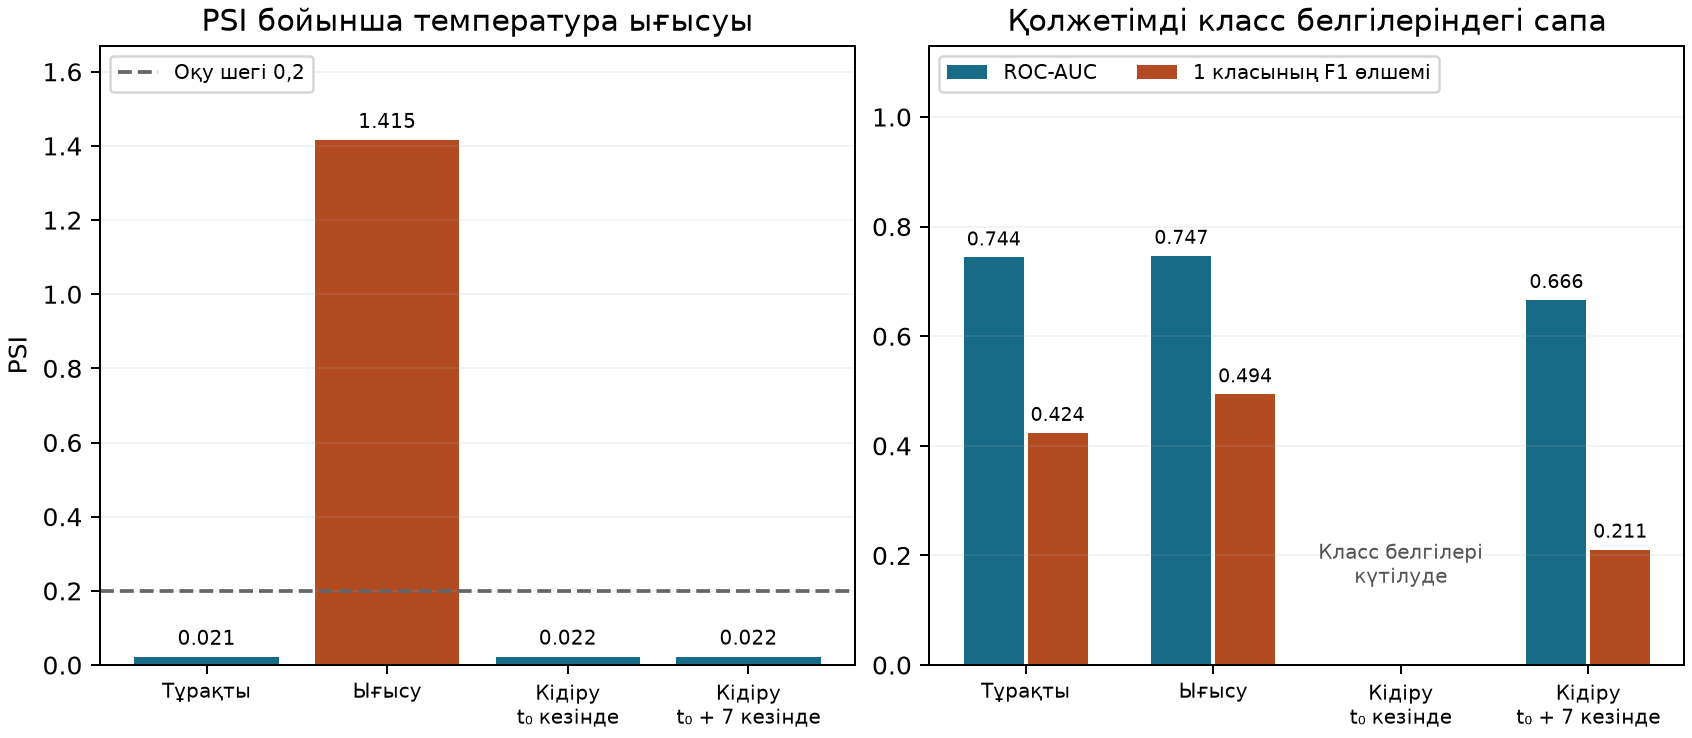 PSI бойынша температура ығысуы
Оқу шегі 0,2
PSI
1.6
1.4
1.2
1.0
0.8
0.6
0.4
0.2
0.0
0.021
1.415
0.022
0.022
Тұрақты
Ығысу
Кідіру
t₀ кезінде
Кідіру
t₀ + 7 кезінде
Қолжетімді класс белгілеріндегі сапа
ROC-AUC
1 класының F1 өлшемі
1.0
0.8
0.6
0.4
0.2
0.0
0.744
0.424
0.747
0.494
Класс белгілері
күтілуде
0.666
0.211
Тұрақты
Ығысу
Кідіру
t₀ кезінде
Кідіру
t₀ + 7 кезінде